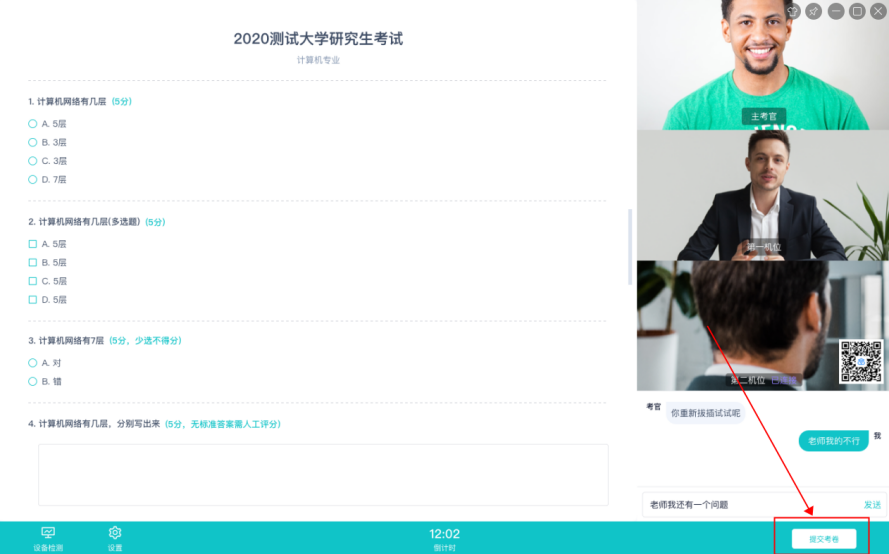 2020测试大学研究生考试
计算机专业
1. 计算机网络有几层 (5分)
A. 5层
B. 3层
C. 3层
D. 7层
2. 计算机网络有几层(多选题) (5分)
A. 5层
B. 5层
C. 5层
D. 5层
3. 计算机网络有7层 (5分，少选不得分)
A. 对
B. 错
4. 计算机网络有几层，分别写出来 (5分，无标准答案需人工评分)
主考官
第一机位
第二机位
考官 你重新拔插试试呢
老师我的不行 我
老师我还有一个问题 发送
设备检测
设置
12:02
倒计时
提交考卷